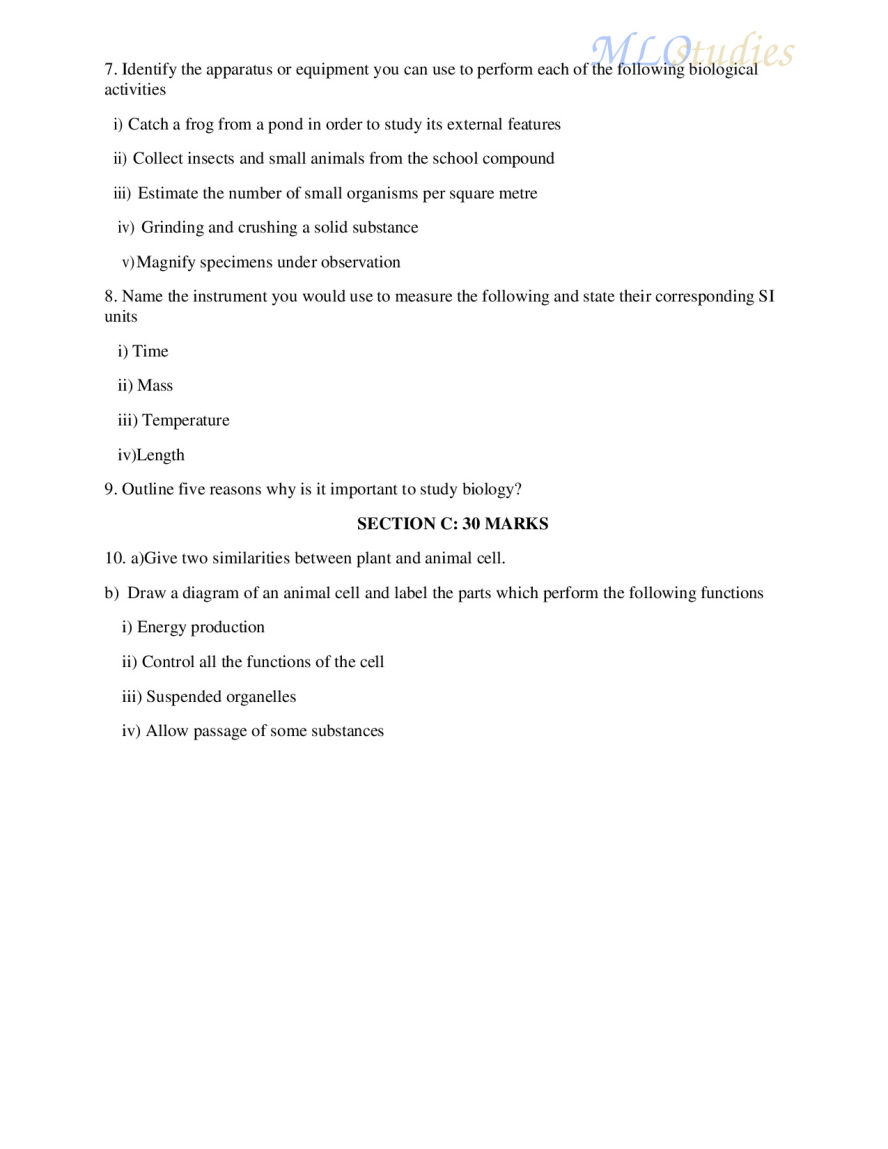 MLOstudies
7. Identify the apparatus or equipment you can use to perform each of the following biological
activities
i) Catch a frog from a pond in order to study its external features
ii) Collect insects and small animals from the school compound
iii) Estimate the number of small organisms per square metre
iv) Grinding and crushing a solid substance
v)Magnify specimens under observation
8. Name the instrument you would use to measure the following and state their corresponding SI
units
i) Time
ii) Mass
iii) Temperature
iv)Length
9. Outline five reasons why is it important to study biology?
SECTION C: 30 MARKS
10. a)Give two similarities between plant and animal cell.
b) Draw a diagram of an animal cell and label the parts which perform the following functions
i) Energy production
ii) Control all the functions of the cell
iii) Suspended organelles
iv) Allow passage of some substances